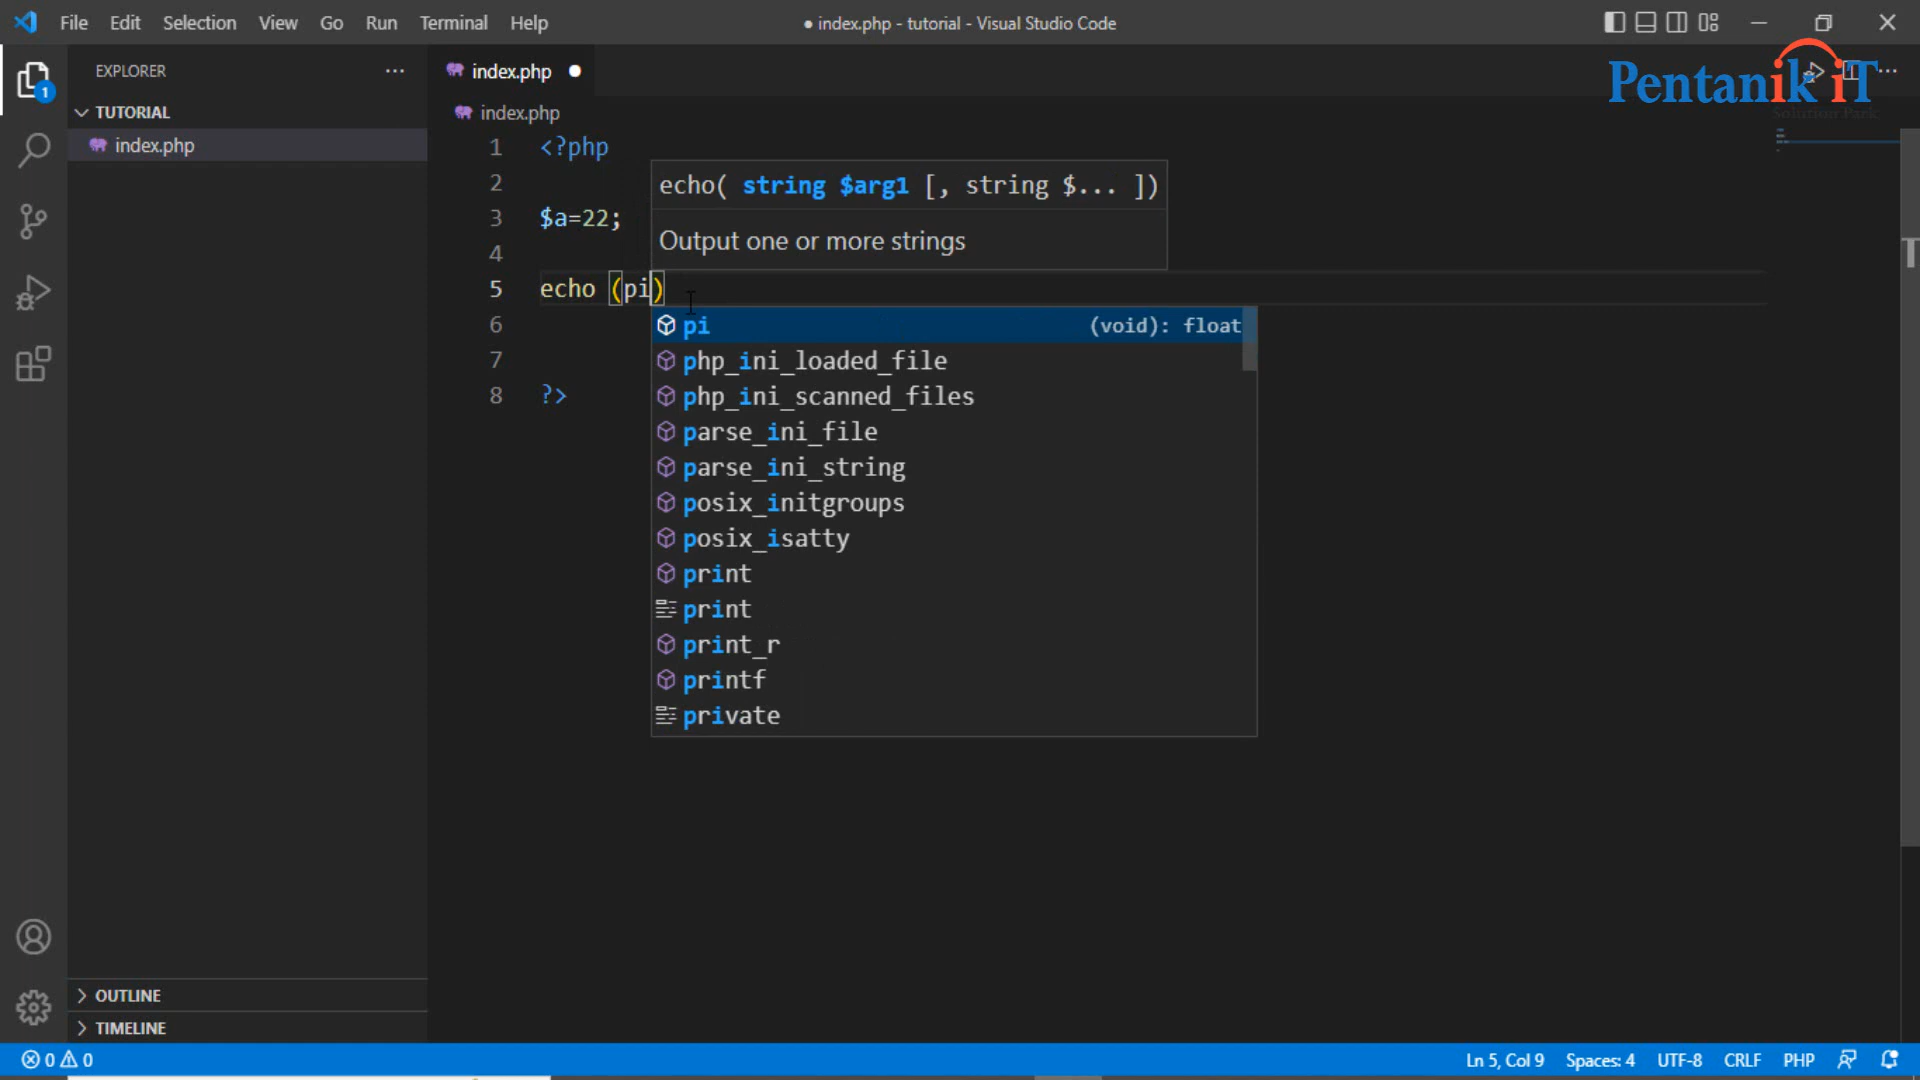 File Edit Selection View Go Run Terminal Help
● index.php - tutorial - Visual Studio Code
EXPLORER
index.php
Pentanik iT
Solution Park
TUTORIAL
index.php
index.php
1 <?php
2
3 $a=22;
4
5 echo (pi)
6
7
8 ?>
echo( string $arg1 [, string $... ])
Output one or more strings
pi (void): float
php_ini_loaded_file
php_ini_scanned_files
parse_ini_file
parse_ini_string
posix_initgroups
posix_isatty
print
print
print_r
printf
private
1
OUTLINE
TIMELINE
0 0
Ln 5, Col 9 Spaces: 4 UTF-8 CRLF PHP